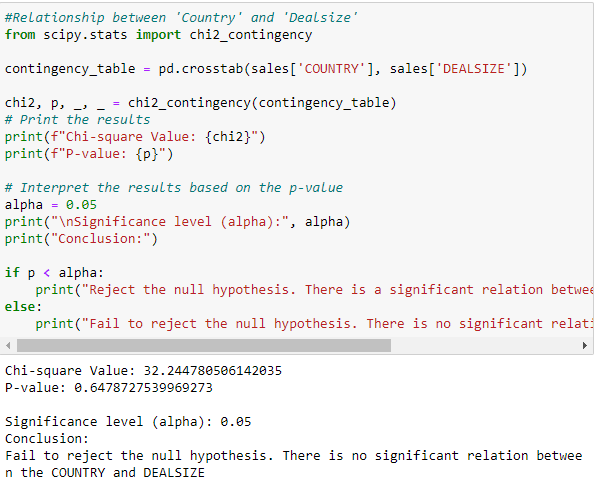 #Relationship between 'Country' and 'Dealsize'
from scipy.stats import chi2_contingency
contingency_table = pd.crosstab(sales['COUNTRY'], sales['DEALSIZE'])
chi2, p, _, _ = chi2_contingency(contingency_table)
# Print the results
print(f"Chi-square Value: {chi2}")
print(f"P-value: {p}")
# Interpret the results based on the p-value
alpha = 0.05
print("\nSignificance level (alpha):", alpha)
print("Conclusion:")
if p < alpha:
    print("Reject the null hypothesis. There is a significant relation betwee
else:
    print("Fail to reject the null hypothesis. There is no significant relati
Chi-square Value: 32.244780506142035
P-value: 0.6478727539969273
Significance level (alpha): 0.05
Conclusion:
Fail to reject the null hypothesis. There is no significant relation betwee
n the COUNTRY and DEALSIZE